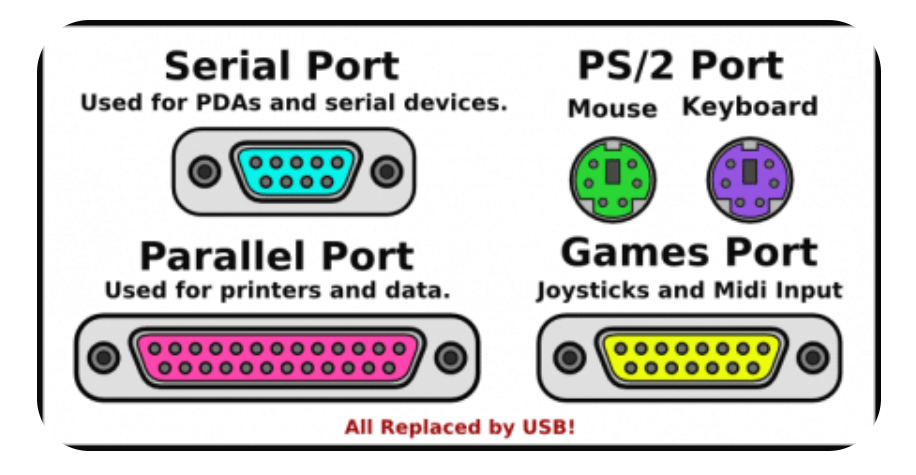 Serial Port
Used for PDAs and serial devices.
PS/2 Port
Mouse Keyboard
Parallel Port
Used for printers and data.
Games Port
Joysticks and Midi Input
All Replaced by USB!